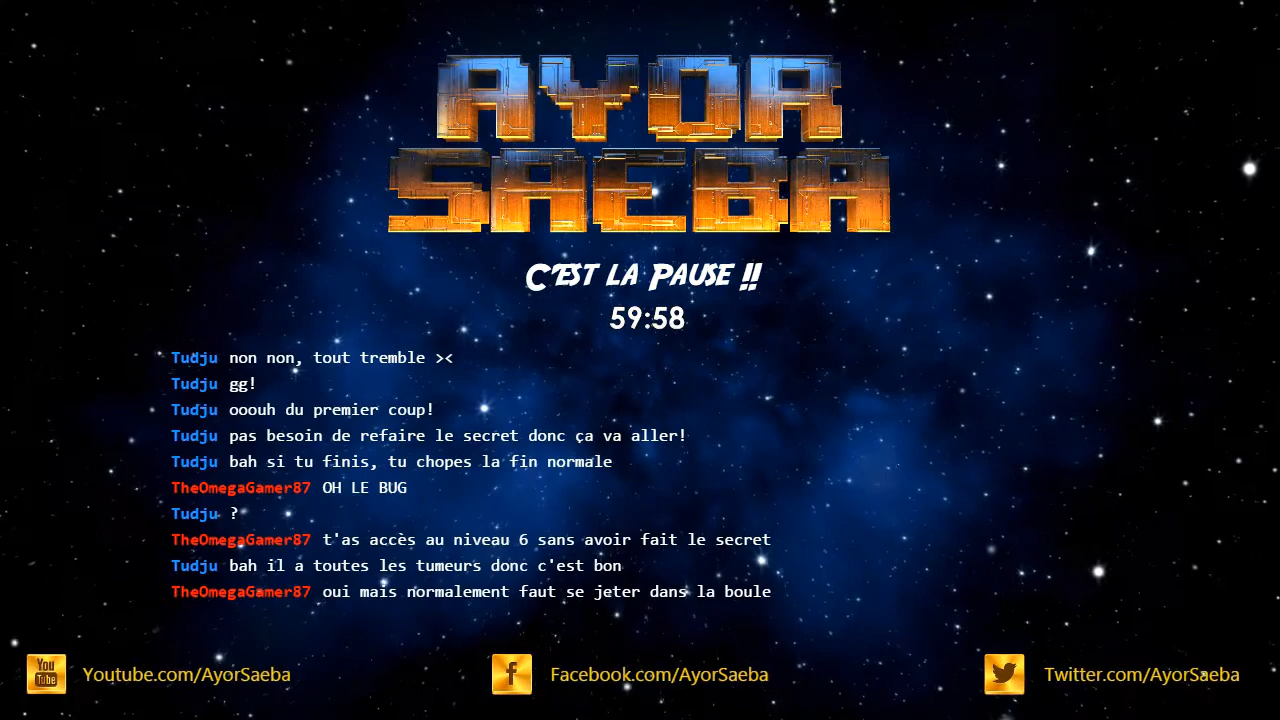 AYOR
SAEBA
C'EST LA PAUSE !!
59:58
Tudju non non, tout tremble ><
Tudju gg!
Tudju ooouh du premier coup!
Tudju pas besoin de refaire le secret donc ça va aller!
Tudju bah si tu finis, tu chopes la fin normale
TheOmegaGamer87 OH LE BUG
Tudju ?
TheOmegaGamer87 t'as accès au niveau 6 sans avoir fait le secret
Tudju bah il a toutes les tumeurs donc c'est bon
TheOmegaGamer87 oui mais normalement faut se jeter dans la boule
You Tube Youtube.com/AyorSaeba
f Facebook.com/AyorSaeba
Twitter.com/AyorSaeba